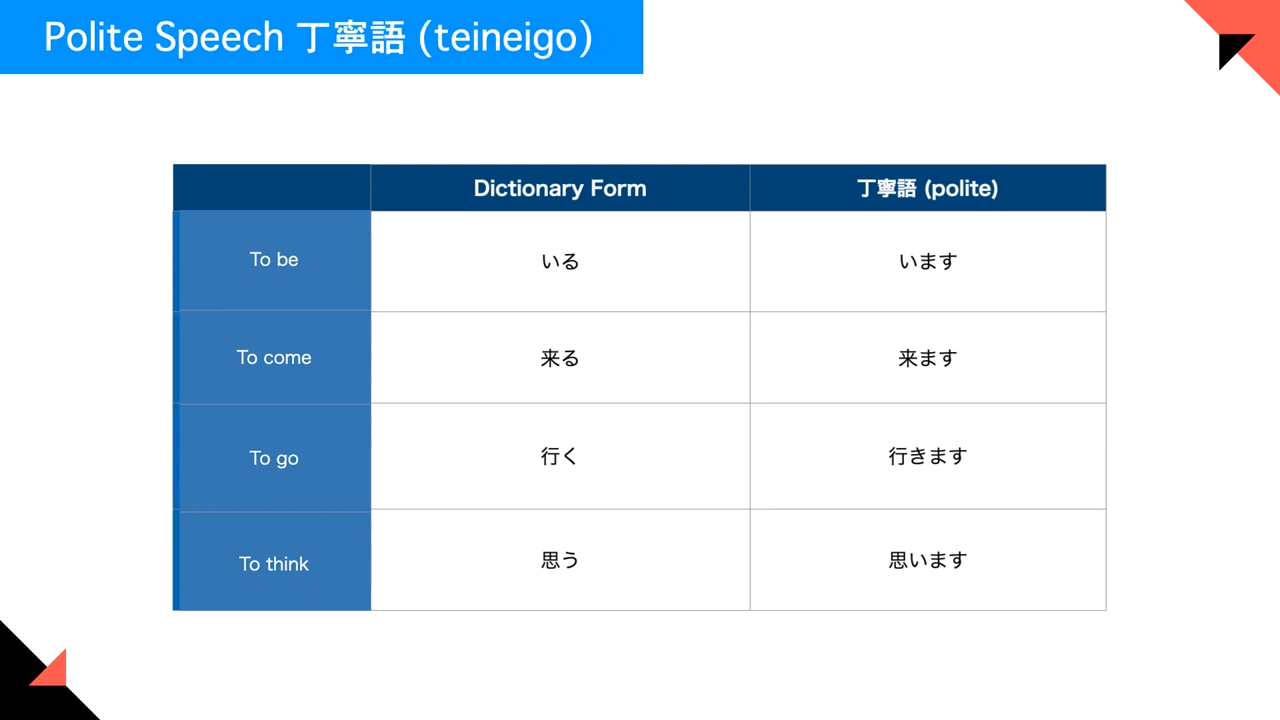 Polite Speech 丁寧語 (teineigo)
Dictionary Form 丁寧語 (polite)
To be いる います
To come 来る 来ます
To go 行く 行きます
To think 思う 思います